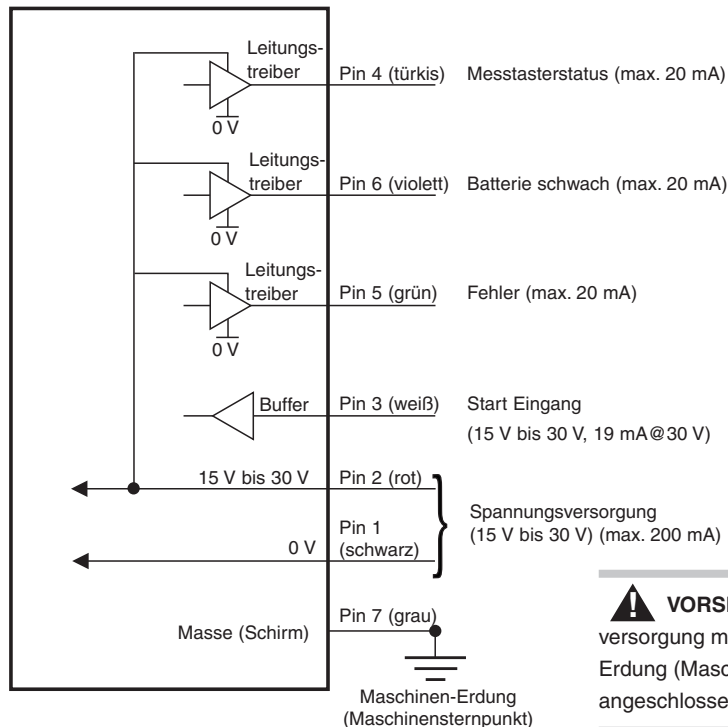 Leitungs-
treiber
Pin 4 (türkis)
Messtasterstatus (max. 20 mA)
0 V
Leitungs-
treiber
Pin 6 (violett)
Batterie schwach (max. 20 mA)
0 V
Leitungs-
treiber
Pin 5 (grün)
Fehler (max. 20 mA)
0 V
Buffer
Pin 3 (weiß)
Start Eingang
(15 V bis 30 V, 19 mA@30 V)
15 V bis 30 V
Pin 2 (rot)
Spannungsversorgung
(15 V bis 30 V) (max. 200 mA)
0 V
Pin 1
(schwarz)
Masse (Schirm)
Pin 7 (grau)
Maschinen-Erdung
(Maschinensternpunkt)
versorgung
Erdung